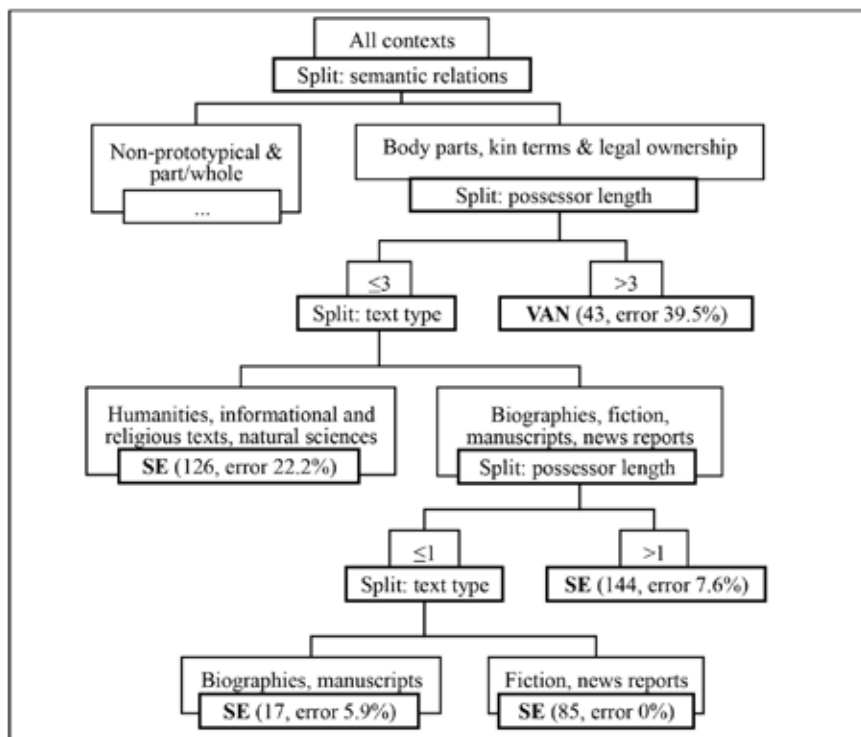 All contexts
Split: semantic relations
Non-prototypical &
part/whole
...
Body parts, kin terms & legal ownership
Split: possessor length
≤3
Split: text type
>3
VAN (43, error 39.5%)
Humanities, informational and
religious texts, natural sciences
SE (126, error 22.2%)
Biographies, fiction,
manuscripts, news reports
Split: possessor length
≤1
Split: text type
>1
SE (144, error 7.6%)
Biographies, manuscripts
SE (17, error 5.9%)
Fiction, news reports
SE (85, error 0%)